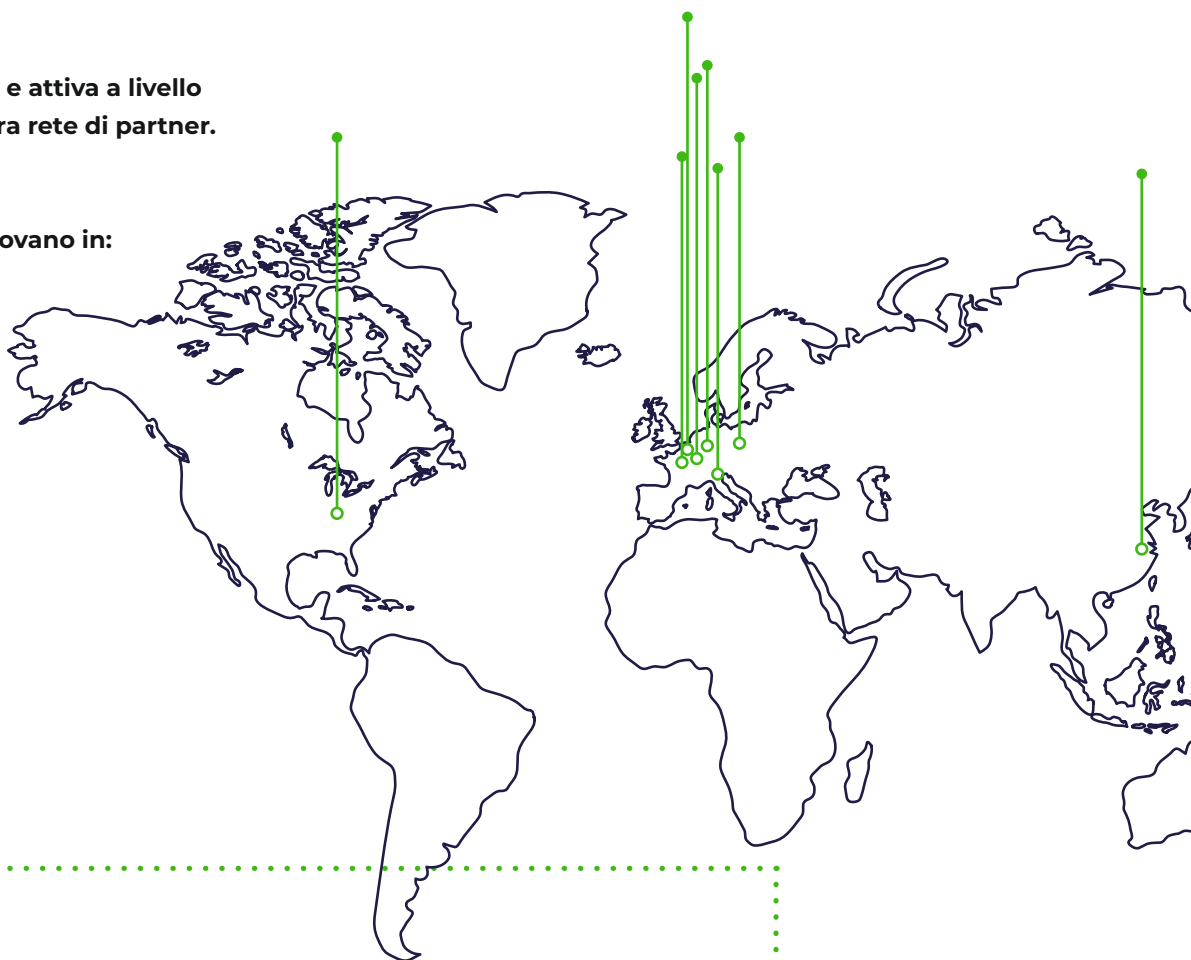 e attiva a livello
ra rete di partner.
ovano in: